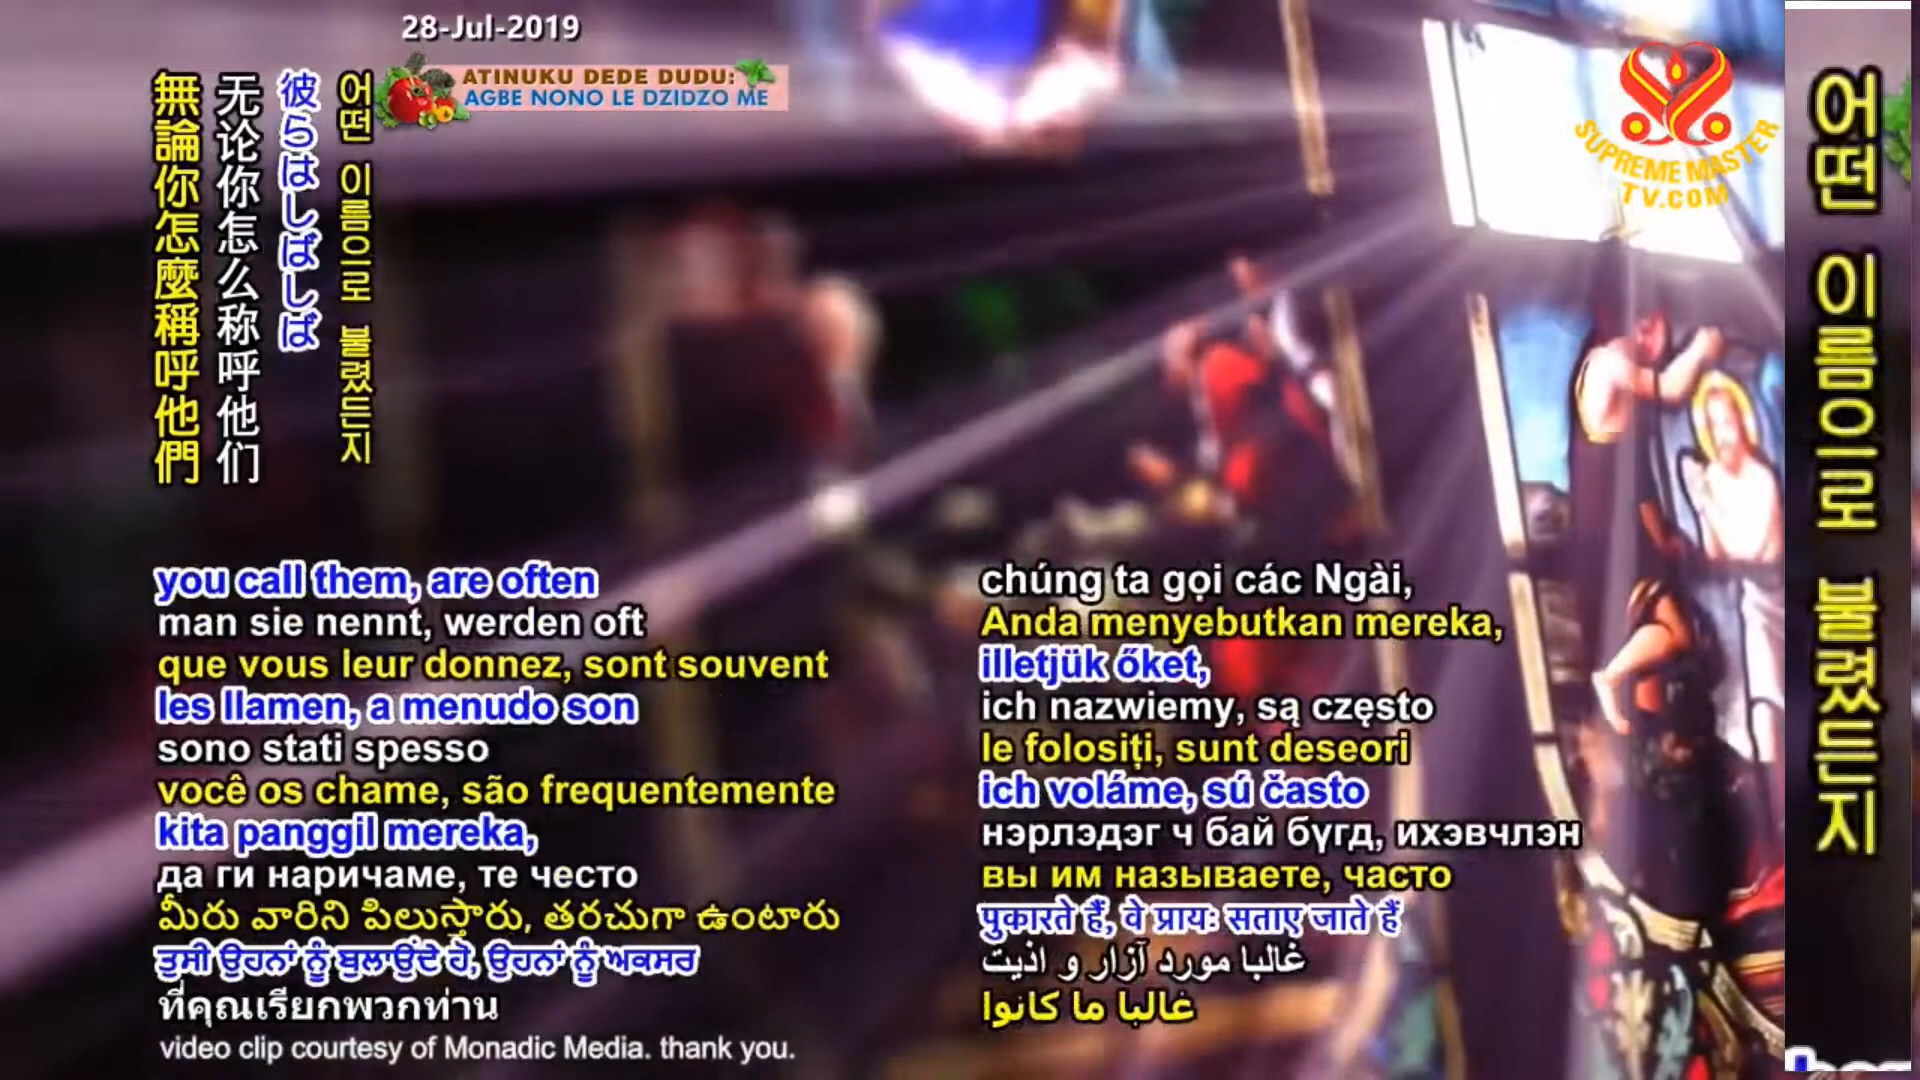 28-Jul-2019
ATINUKU DEDE DUDU:
AGBE NONO LE DZIDZO ME
SUPREME MASTER
TV.COM
無論你怎麼稱呼他們
无论你怎么称呼他们
彼らはしばしば
어떤 이름으로 불렸든지
어떤 이름으로 불렸든지
you call them, are often
man sie nennt, werden oft
que vous leur donnez, sont souvent
les llamen, a menudo son
sono stati spesso
você os chame, são frequentemente
kita panggil mereka,
да ги наричаме, те често
మీరు వారిని పిలుస్తారు, తరచుగా ఉంటారు
ਤੁਸੀ ਉਹਨਾਂ ਨੂੰ ਬੁਲਾਉਂਦੇ ਹੋ, ਉਹਨਾਂ ਨੂੰ ਅਕਸਰ
ที่คุณเรียกพวกท่าน
video clip courtesy of Monadic Media. thank you.
chúng ta gọi các Ngài,
Anda menyebutkan mereka,
illetjük őket,
ich nazwiemy, są często
le folosiți, sunt deseori
ich voláme, sú často
нэрлэдэг ч бай бүгд, ихэвчлэн
вы им называете, часто
पुकारते हैं, वे प्रायः सताए जाते हैं
غالبا مورد آزار و اذیت
غالبا ما كانوا